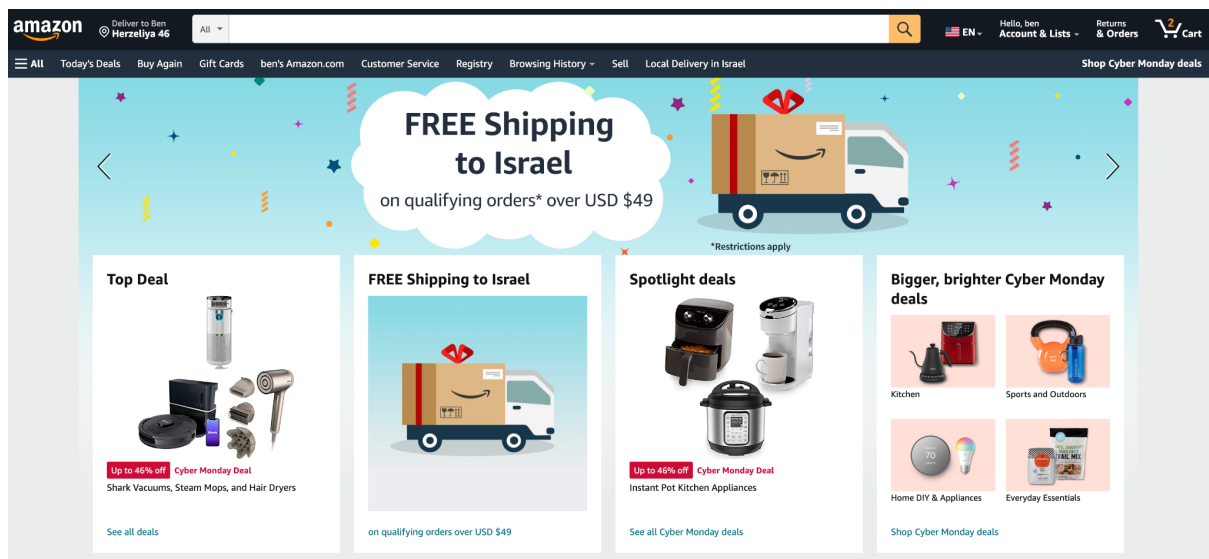 amazon
Deliver to Ben
Herzeliya 46
All
EN
Hello, ben
Account & Lists
Returns
& Orders
2
Cart
All
Today's Deals
Buy Again
Gift Cards
ben's Amazon.com
Customer Service
Registry
Browsing History
Sell
Local Delivery in Israel
Shop Cyber Monday deals
FREE Shipping
to Israel
on qualifying orders* over USD $49
*Restrictions apply
Top Deal
Up to 46% off
Cyber Monday Deal
Shark Vacuums, Steam Mops, and Hair Dryers
See all deals
FREE Shipping to Israel
on qualifying orders over USD $49
Spotlight deals
Up to 46% off
Cyber Monday Deal
Instant Pot Kitchen Appliances
See all Cyber Monday deals
Bigger, brighter Cyber Monday
deals
Kitchen
Sports and Outdoors
70
TRAIL MIX
Home DIY & Appliances
Everyday Essentials
Shop Cyber Monday deals